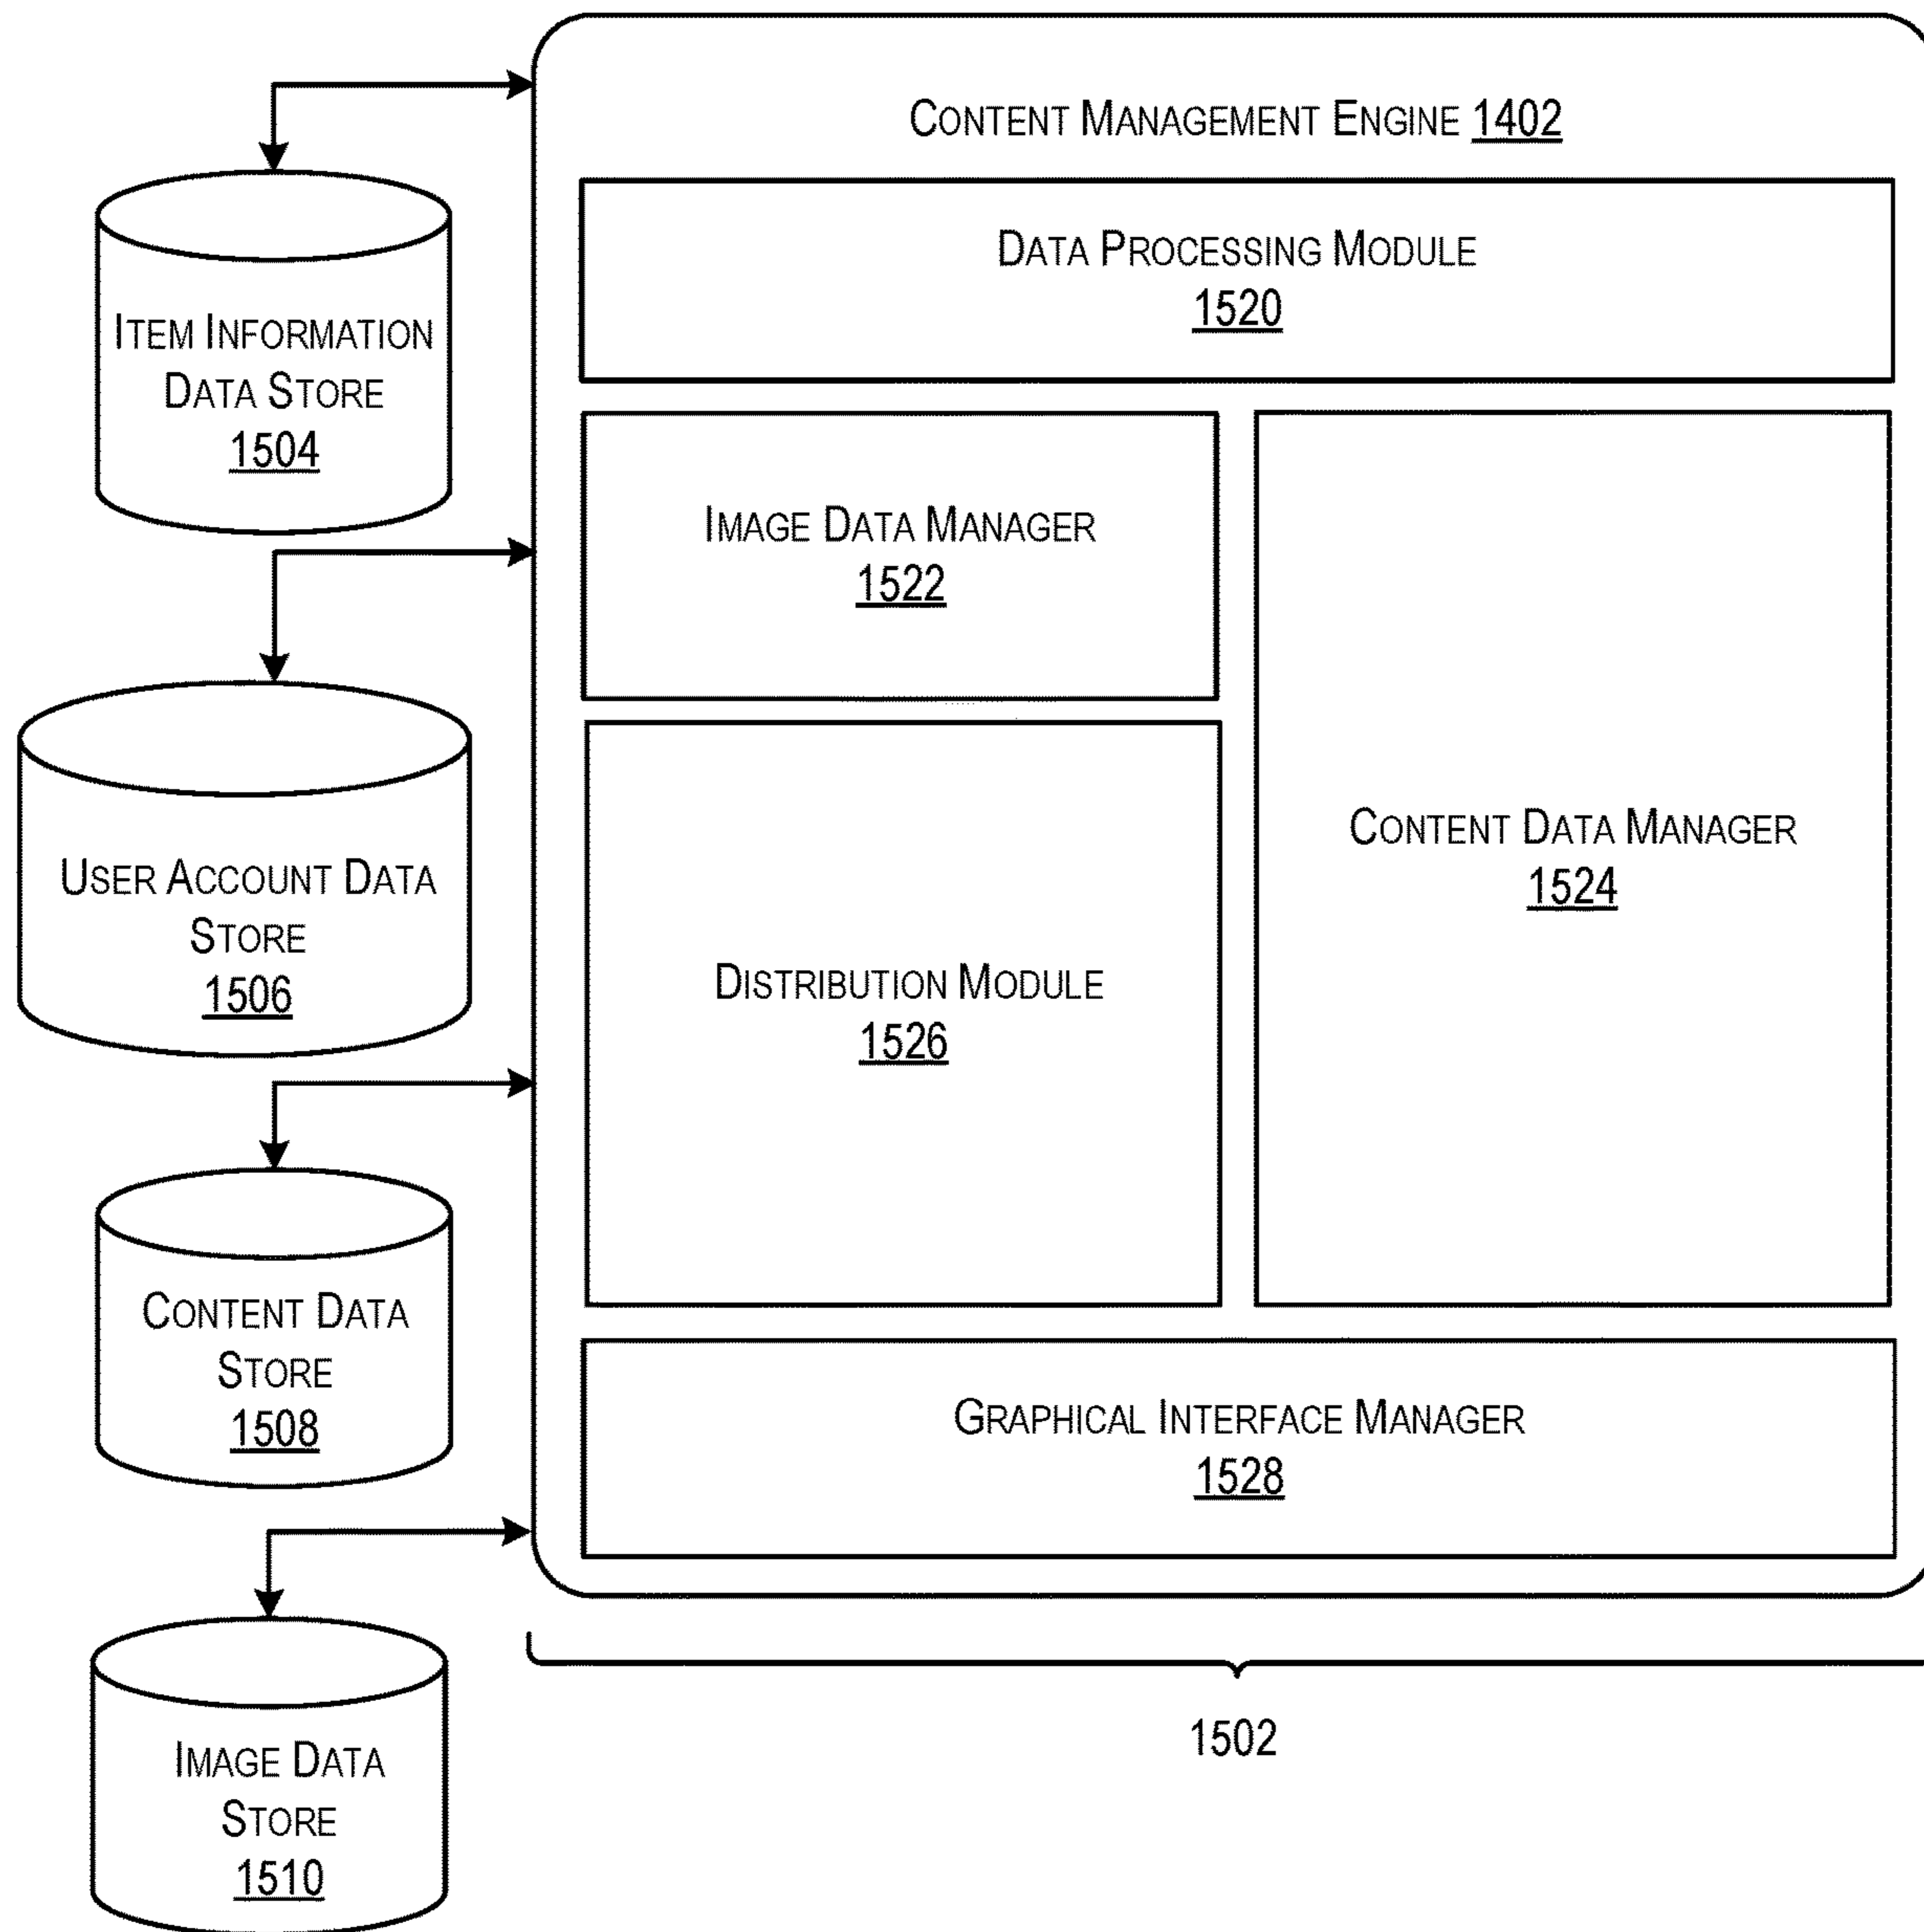 CONTENT MANAGEMENT ENGINE 1402
DATA PROCESSING MODULE
1520
ITEM INFORMATION
DATA STORE
1504
IMAGE DATA MANAGER
1522
CONTENT DATA MANAGER
1524
USER ACCOUNT DATA
STORE
1506
DISTRIBUTION MODULE
1526
CONTENT DATA
STORE
1508
GRAPHICAL INTERFACE MANAGER
1528
IMAGE DATA
STORE
1510
1502